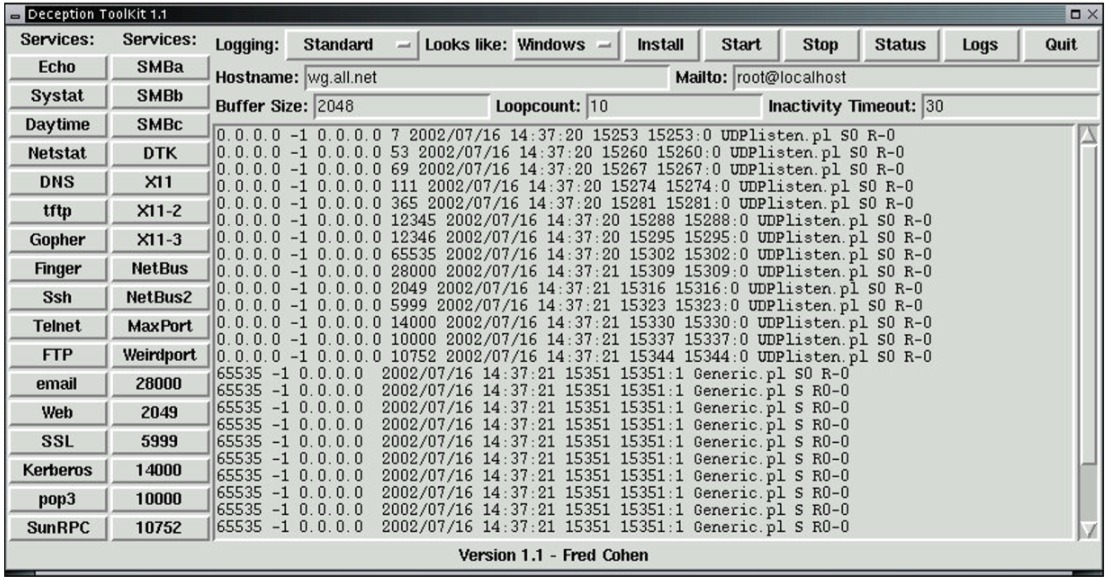 Deception ToolKit 1.1
Services: Services: Logging: Standard Looks like: Windows Install Start Stop Status Logs Quit
Hostname: wg.all.net Mailto: root@localhost
Buffer Size: 2048 Loopcount: 10 Inactivity Timeout: 30
Echo SMBa
Systat SMBb
Daytime SMBc
Netstat DTK
DNS X11
tftp X11-2
Gopher X11-3
Finger NetBus
Ssh NetBus2
Telnet MaxPort
FTP Weirdport
email 28000
Web 2049
SSL 5999
Kerberos 14000
pop3 10000
SunRPC 10752
0.0.0.0 -1 0.0.0.0 7 2002/07/16 14:37:20 15253 15253:0 UDPlisten.pl S0 R-0
0.0.0.0 -1 0.0.0.0 53 2002/07/16 14:37:20 15260 15260:0 UDPlisten.pl S0 R-0
0.0.0.0 -1 0.0.0.0 69 2002/07/16 14:37:20 15267 15267:0 UDPlisten.pl S0 R-0
0.0.0.0 -1 0.0.0.0 111 2002/07/16 14:37:20 15274 15274:0 UDPlisten.pl S0 R-0
0.0.0.0 -1 0.0.0.0 365 2002/07/16 14:37:20 15281 15281:0 UDPlisten.pl S0 R-0
0.0.0.0 -1 0.0.0.0 12345 2002/07/16 14:37:20 15288 15288:0 UDPlisten.pl S0 R-0
0.0.0.0 -1 0.0.0.0 12346 2002/07/16 14:37:20 15295 15295:0 UDPlisten.pl S0 R-0
0.0.0.0 -1 0.0.0.0 65535 2002/07/16 14:37:20 15302 15302:0 UDPlisten.pl S0 R-0
0.0.0.0 -1 0.0.0.0 28000 2002/07/16 14:37:21 15309 15309:0 UDPlisten.pl S0 R-0
0.0.0.0 -1 0.0.0.0 2049 2002/07/16 14:37:21 15316 15316:0 UDPlisten.pl S0 R-0
0.0.0.0 -1 0.0.0.0 5999 2002/07/16 14:37:21 15323 15323:0 UDPlisten.pl S0 R-0
0.0.0.0 -1 0.0.0.0 14000 2002/07/16 14:37:21 15330 15330:0 UDPlisten.pl S0 R-0
0.0.0.0 -1 0.0.0.0 10000 2002/07/16 14:37:21 15337 15337:0 UDPlisten.pl S0 R-0
0.0.0.0 -1 0.0.0.0 10752 2002/07/16 14:37:21 15344 15344:0 UDPlisten.pl S0 R-0
65535 -1 0.0.0.0 2002/07/16 14:37:21 15351 15351:1 Generic.pl S0 R-0
65535 -1 0.0.0.0 2002/07/16 14:37:21 15351 15351:1 Generic.pl S R0-0
65535 -1 0.0.0.0 2002/07/16 14:37:21 15351 15351:1 Generic.pl S R0-0
65535 -1 0.0.0.0 2002/07/16 14:37:21 15351 15351:1 Generic.pl S R0-0
65535 -1 0.0.0.0 2002/07/16 14:37:21 15351 15351:1 Generic.pl S R0-0
65535 -1 0.0.0.0 2002/07/16 14:37:21 15351 15351:1 Generic.pl S R0-0
65535 -1 0.0.0.0 2002/07/16 14:37:21 15351 15351:1 Generic.pl S R0-0
65535 -1 0.0.0.0 2002/07/16 14:37:21 15351 15351:1 Generic.pl S R0-0
65535 -1 0.0.0.0 2002/07/16 14:37:21 15351 15351:1 Generic.pl S R0-0
65535 -1 0.0.0.0 2002/07/16 14:37:21 15351 15351:1 Generic.pl S R0-0
Version 1.1 - Fred Cohen